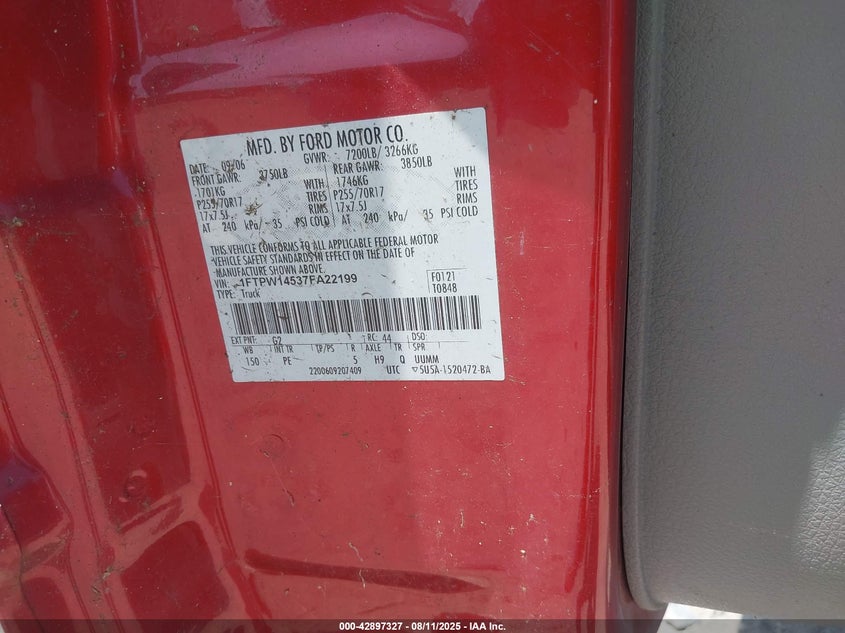 MFD. BY FORD MOTOR CO.
DATE: 09/06 GVWR: 7200LB/ 3266KG
FRONT GAWR: 3750LB REAR GAWR: 3850LB
1701KG WITH 1746KG WITH
P255/70R17 TIRES P255/70R17 TIRES
17x7.5J RIMS 17x7.5J RIMS
AT 240 kPa/ 35 PSI COLD AT 240 kPa/ 35 PSI COLD
THIS VEHICLE CONFORMS TO ALL APPLICABLE FEDERAL MOTOR
VEHICLE SAFETY STANDARDS IN EFFECT ON THE DATE OF
MANUFACTURE SHOWN ABOVE.
VIN: 1FTPW14537FA22199 F0121
TYPE: Truck T0848
EXT PNT: G2 RC: 44 DSO:
WB INT TR TP/PS R AXLE TR SPR
150 PE 5 H9 Q UUMM
2200609207409 UTC ▽5U5A-1520472-BA
000-42897327 - 08/11/2025 - IAA Inc.